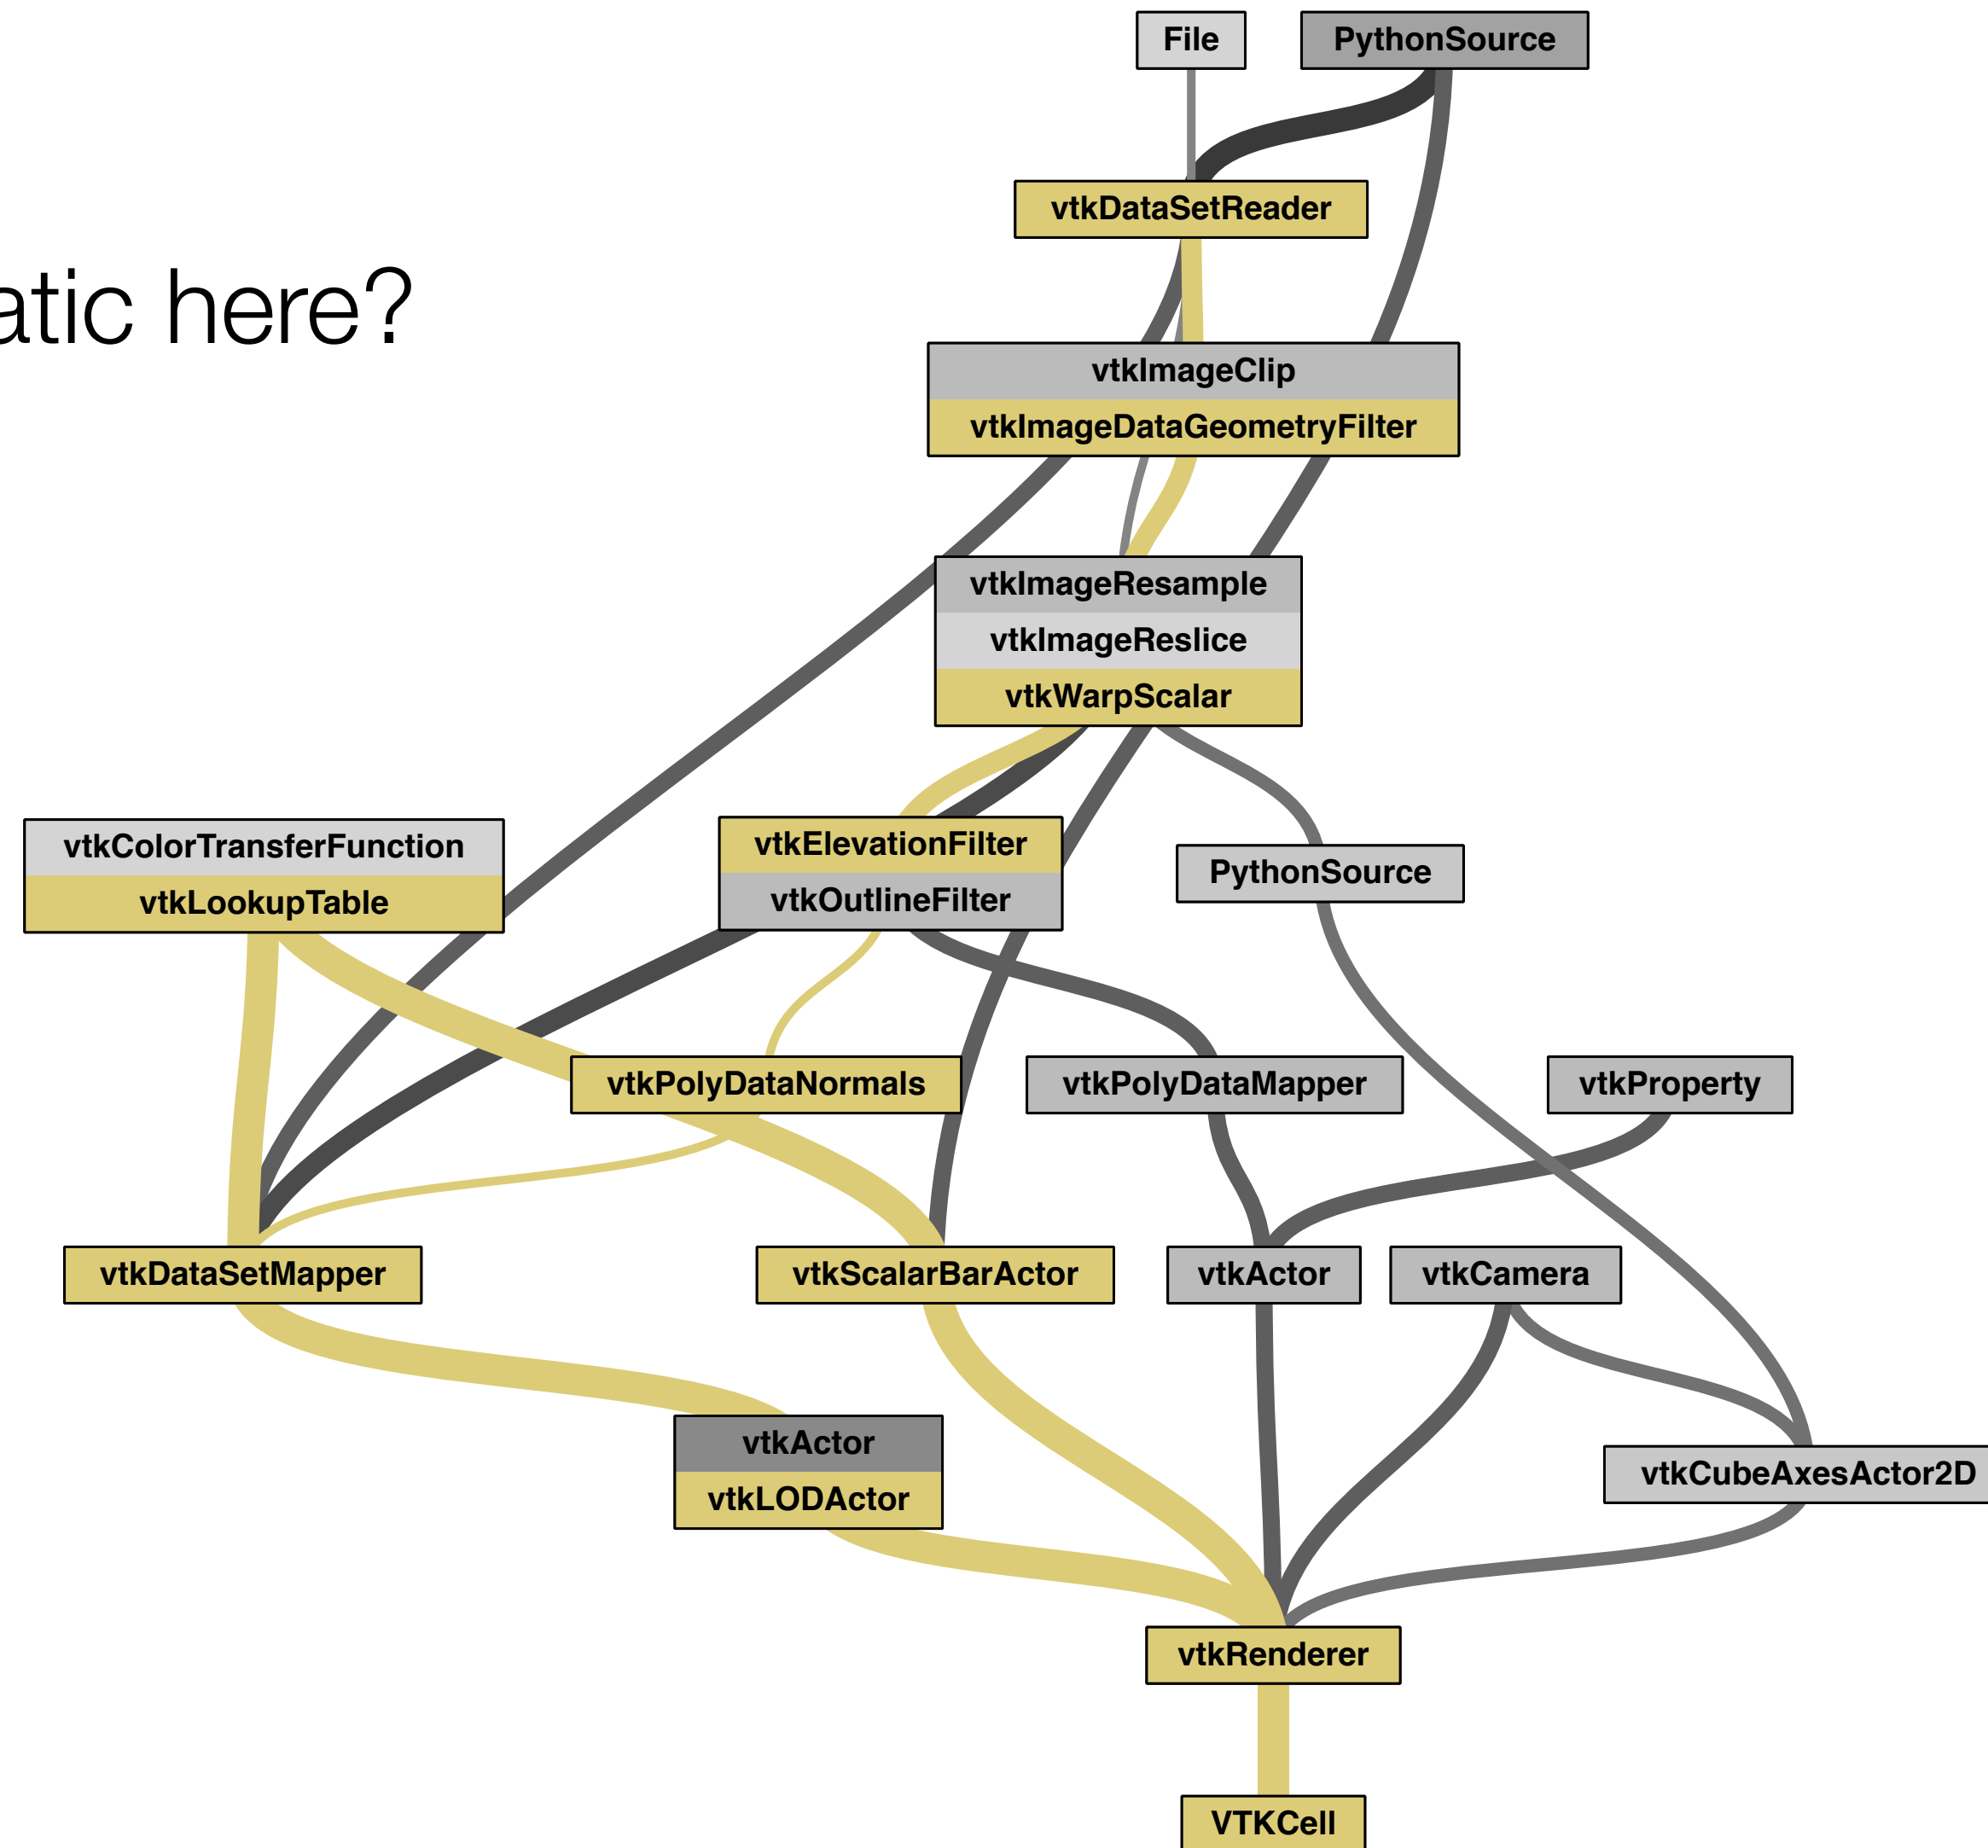 File
PythonSource
vtkDataSetReader
atic here?
vtkImageClip
vtkImageDataGeometryFilter
vtkImageResample
vtkImageReslice
vtkWarpScalar
vtkColorTransferFunction
vtkLookupTable
vtkElevationFilter
vtkOutlineFilter
PythonSource
vtkPolyDataNormals
vtkPolyDataMapper
vtkProperty
vtkDataSetMapper
vtkScalarBarActor
vtkActor
vtkCamera
vtkActor
vtkLODActor
vtkCubeAxesActor2D
vtkRenderer
VTKCell